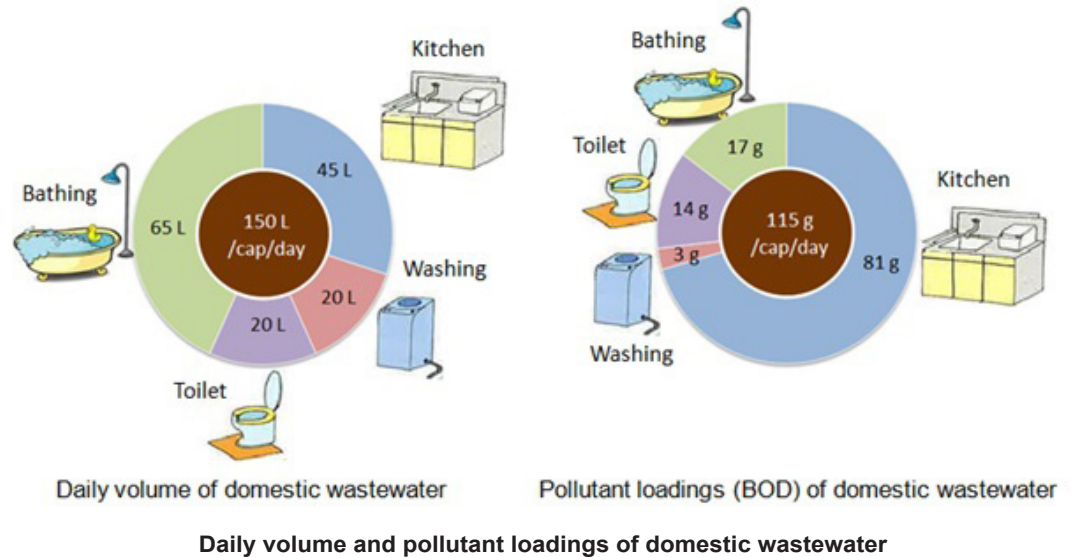 Kitchen
45 L
Bathing
65 L
150 L
/cap/day
Washing
20 L
20 L
Toilet
Daily volume of domestic wastewater
Bathing
17 g
Toilet
14 g
115 g
/cap/day
Kitchen
3 g
81 g
Washing
Pollutant loadings (BOD) of domestic wastewater
Daily volume and pollutant loadings of domestic wastewater